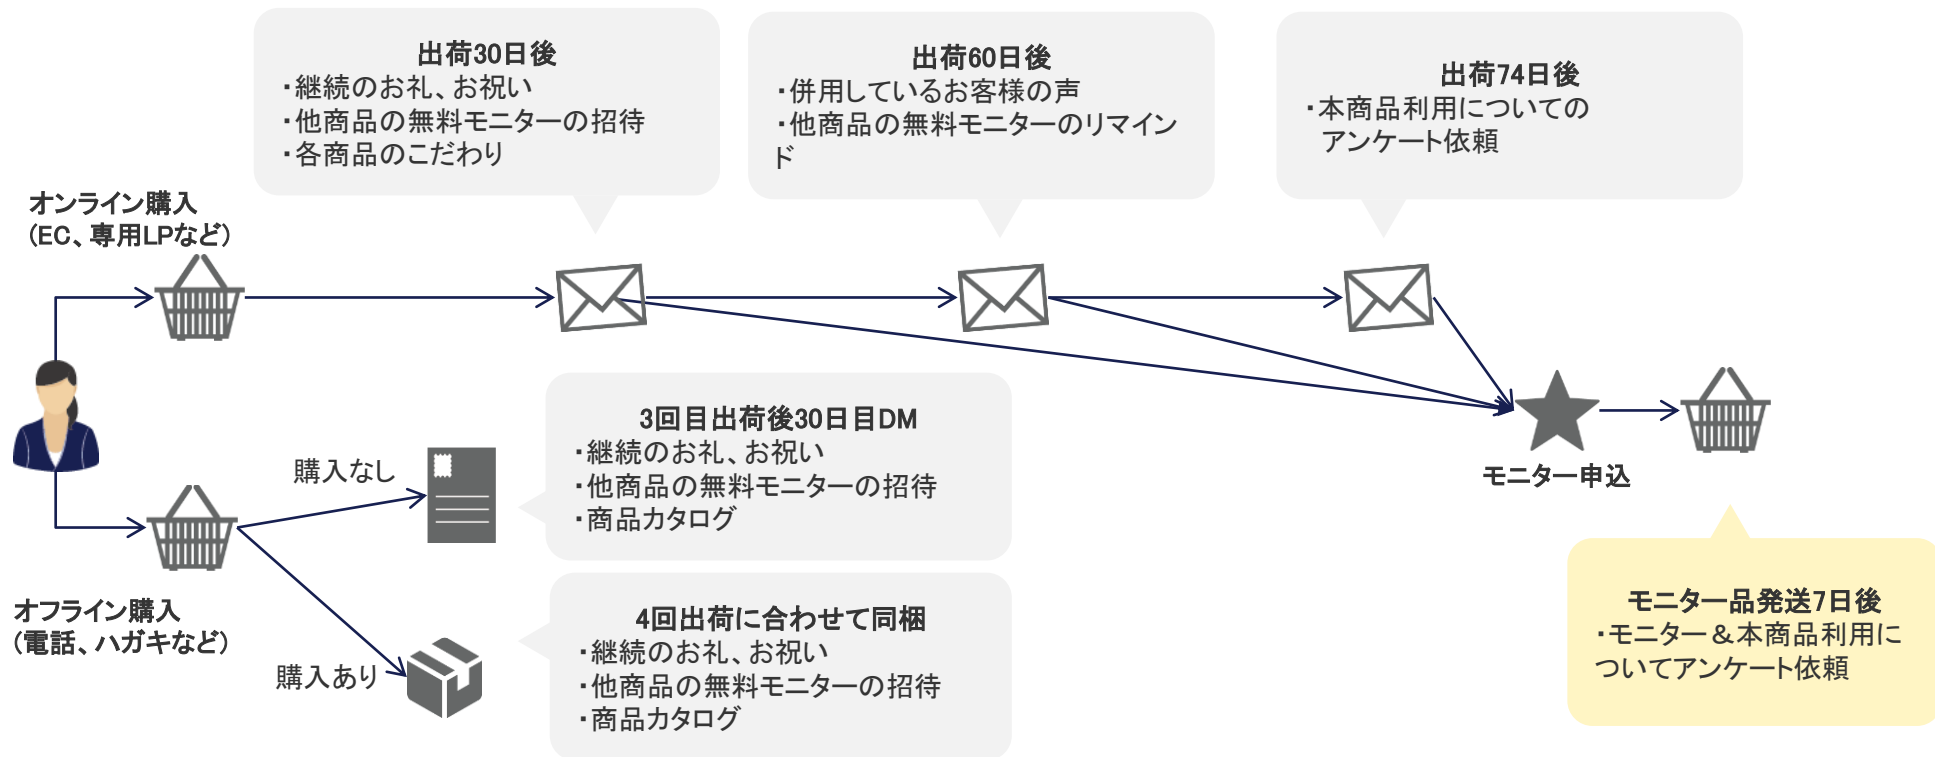 出荷30日後
・継続のお礼、お祝い
・他商品の無料モニターの招待
・各商品のこだわり
出荷60日後
・併用しているお客様の声
・他商品の無料モニターのリマイン
ド
出荷74日後
・本商品利用についての
アンケート依頼
オンライン購入
(EC、専用LPなど)
3回目出荷後30日目DM
・継続のお礼、お祝い
・他商品の無料モニターの招待
・商品カタログ
購入なし
モニター申込
オフライン購入
(電話、ハガキなど)
購入あり
4回出荷に合わせて同梱
・継続のお礼、お祝い
・他商品の無料モニターの招待
・商品カタログ
モニター品発送7日後
・モニター＆本商品利用に
ついてアンケート依頼